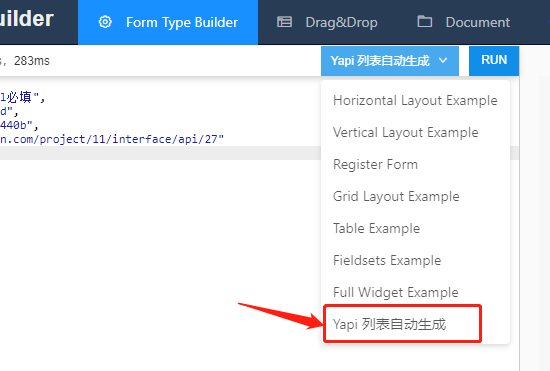 uilder
Form Type Builder
Drag&Drop
Document
, 283ms
Yapi 列表自动生成
RUN
l必填",
d",
440b",
n.com/project/11/interface/api/27"
Horizontal Layout Example
Vertical Layout Example
Register Form
Grid Layout Example
Table Example
Fieldsets Example
Full Widget Example
Yapi 列表自动生成